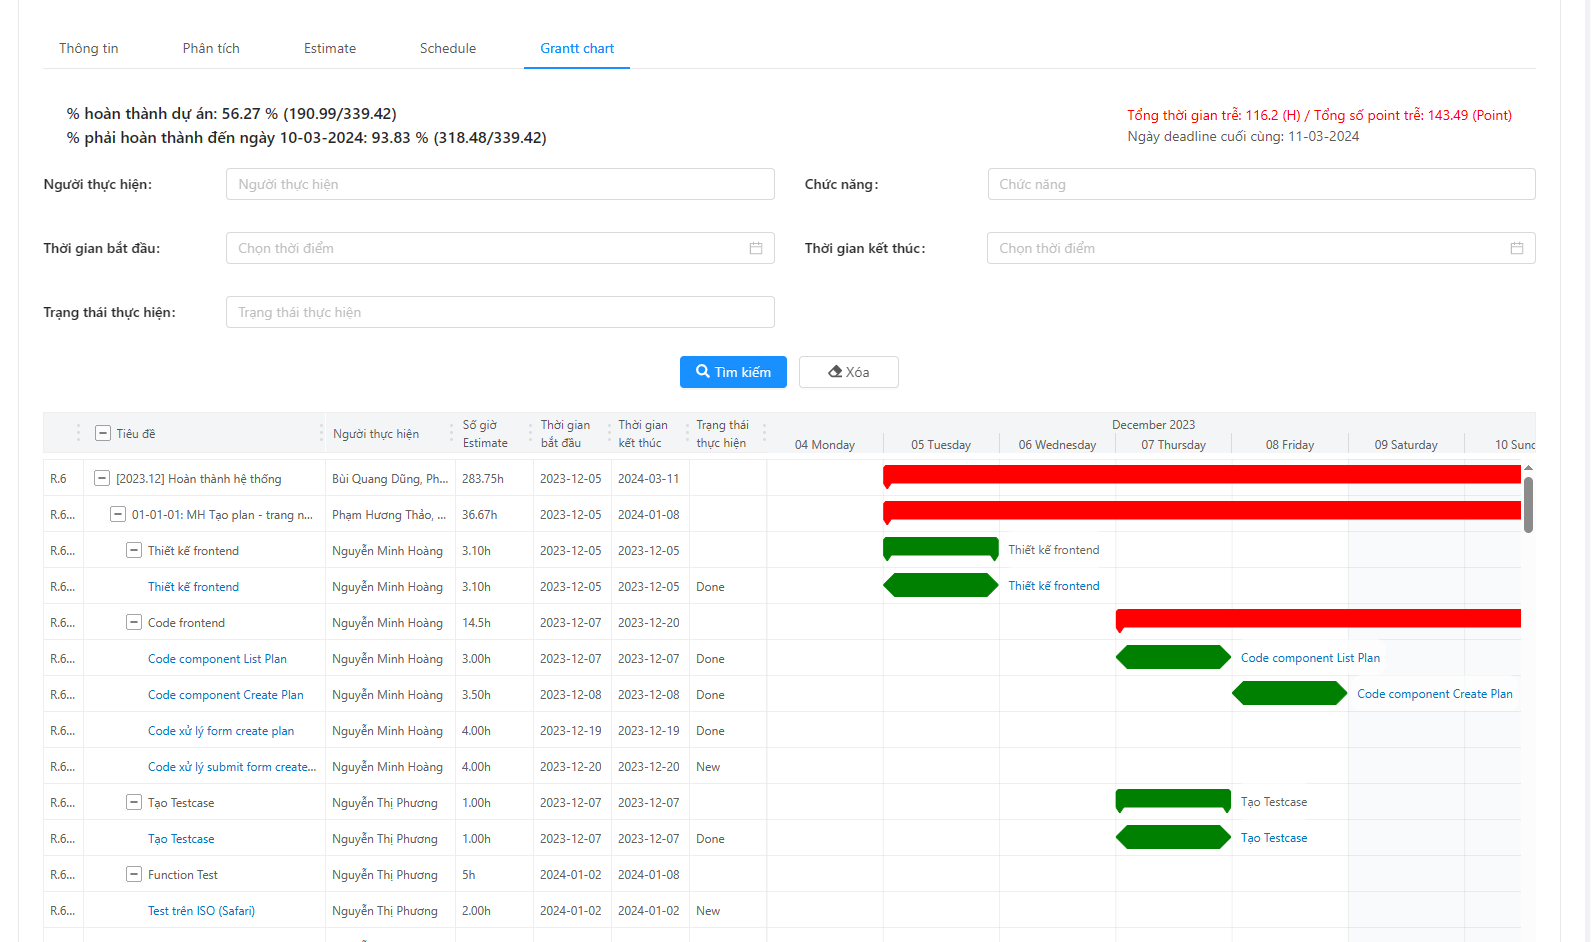 Thông tin Phân tích Estimate Schedule Grantt chart
% hoàn thành dự án: 56.27 % (190.99/339.42)
% phải hoàn thành đến ngày 10-03-2024: 93.83 % (318.48/339.42)
Tổng thời gian trễ: 116.2 (H) / Tổng số point trễ: 143.49 (Point)
Ngày deadline cuối cùng: 11-03-2024
Người thực hiện: Người thực hiện Chức năng: Chức năng
Thời gian bắt đầu: Chọn thời điểm Thời gian kết thúc: Chọn thời điểm
Trạng thái thực hiện: Trạng thái thực hiện
Tìm kiếm Xóa
Tiêu đề Người thực hiện Số giờ Estimate Thời gian bắt đầu Thời gian kết thúc Trạng thái thực hiện
December 2023
04 Monday 05 Tuesday 06 Wednesday 07 Thursday 08 Friday 09 Saturday 10 Sunc
R.6 [2023.12] Hoàn thành hệ thống Bùi Quang Dũng, Ph... 283.75h 2023-12-05 2024-03-11
R.6... 01-01-01: MH Tạo plan - trang n... Phạm Hương Thảo, ... 36.67h 2023-12-05 2024-01-08
R.6... Thiết kế frontend Nguyễn Minh Hoàng 3.10h 2023-12-05 2023-12-05 Thiết kế frontend
R.6... Thiết kế frontend Nguyễn Minh Hoàng 3.10h 2023-12-05 2023-12-05 Done Thiết kế frontend
R.6... Code frontend Nguyễn Minh Hoàng 14.5h 2023-12-07 2023-12-20
R.6... Code component List Plan Nguyễn Minh Hoàng 3.00h 2023-12-07 2023-12-07 Done Code component List Plan
R.6... Code component Create Plan Nguyễn Minh Hoàng 3.50h 2023-12-08 2023-12-08 Done Code component Create Plan
R.6... Code xử lý form create plan Nguyễn Minh Hoàng 4.00h 2023-12-19 2023-12-19 Done
R.6... Code xử lý submit form create... Nguyễn Minh Hoàng 4.00h 2023-12-20 2023-12-20 New
R.6... Tạo Testcase Nguyễn Thị Phương 1.00h 2023-12-07 2023-12-07 Tạo Testcase
R.6... Tạo Testcase Nguyễn Thị Phương 1.00h 2023-12-07 2023-12-07 Done Tạo Testcase
R.6... Function Test Nguyễn Thị Phương 5h 2024-01-02 2024-01-08
R.6... Test trên ISO (Safari) Nguyễn Thị Phương 2.00h 2024-01-02 2024-01-02 New